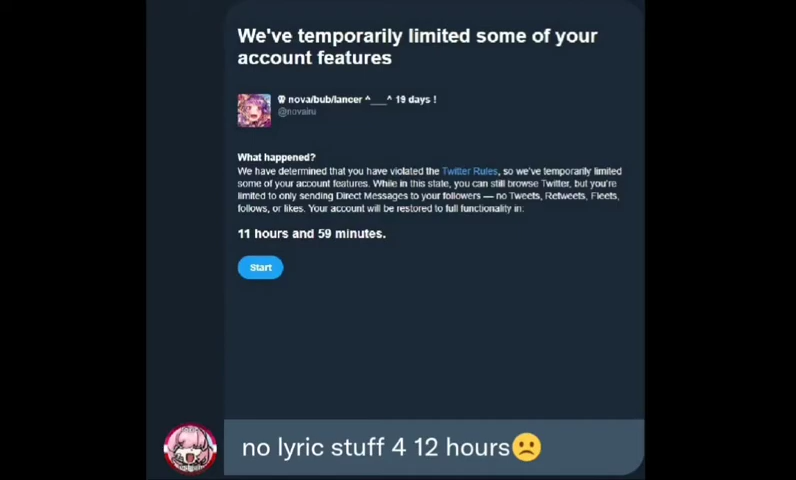 We've temporarily limited some of your
account features
nova/bub/lancer ^___^ 19 days !
@novairu
What happened?
We have determined that you have violated the Twitter Rules, so we've temporarily limited
some of your account features. While in this state, you can still browse Twitter, but you're
limited to only sending Direct Messages to your followers — no Tweets, Retweets, Fleets,
follows, or likes. Your account will be restored to full functionality in:
11 hours and 59 minutes.
Start
no lyric stuff 4 12 hours☹️